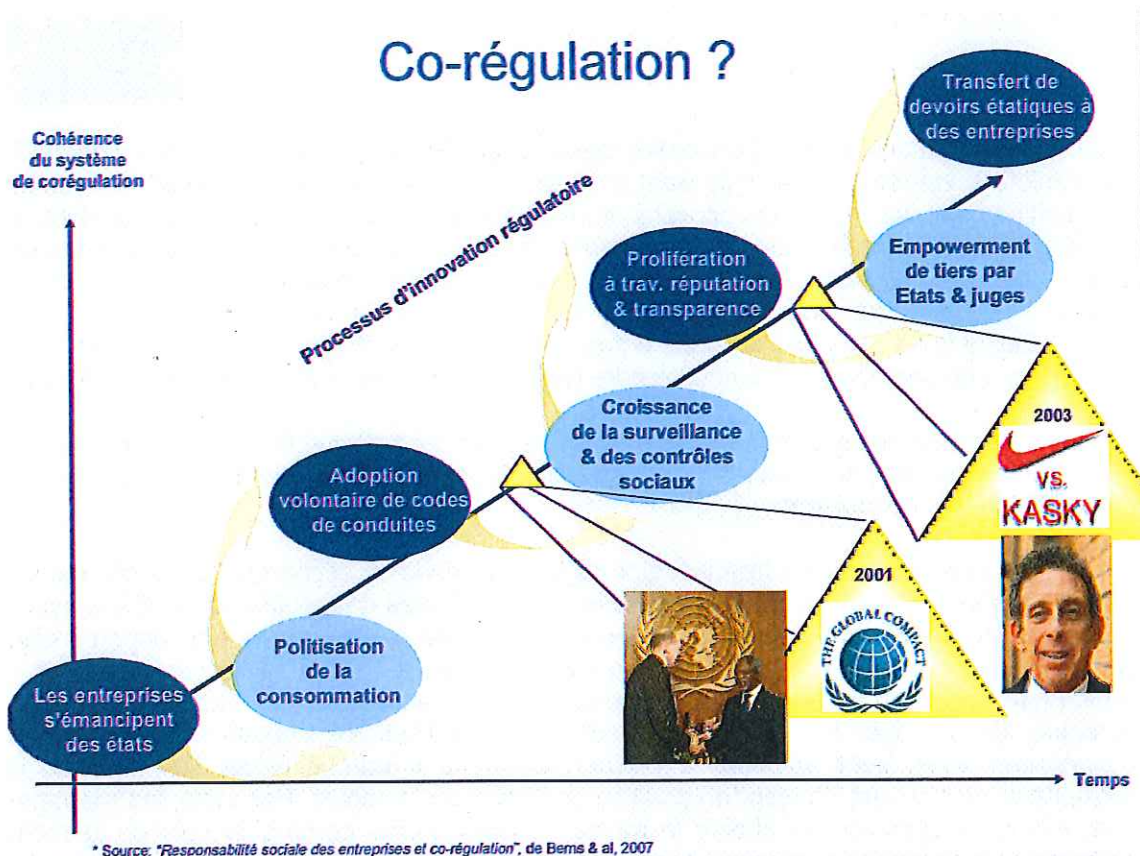 Co-régulation ?
Cohérence
du système
de corégulation
Processus d'innovation régulatoire
Transfert de
devoirs étatiques à
des entreprises
Empowerment
de tiers par
Etats & juges
Prolifération
à trav. réputation
& transparence
Croissance
de la surveillance
& des contrôles
sociaux
Adoption
volontaire de codes
de conduites
Politisation
de la
consommation
Les entreprises
s'émancipent
des états
2003
VS.
KASKY
2001
THE GLOBAL COMPACT
Temps
* Source: "Responsabilité sociale des entreprises et co-régulation", de Berns & al, 2007